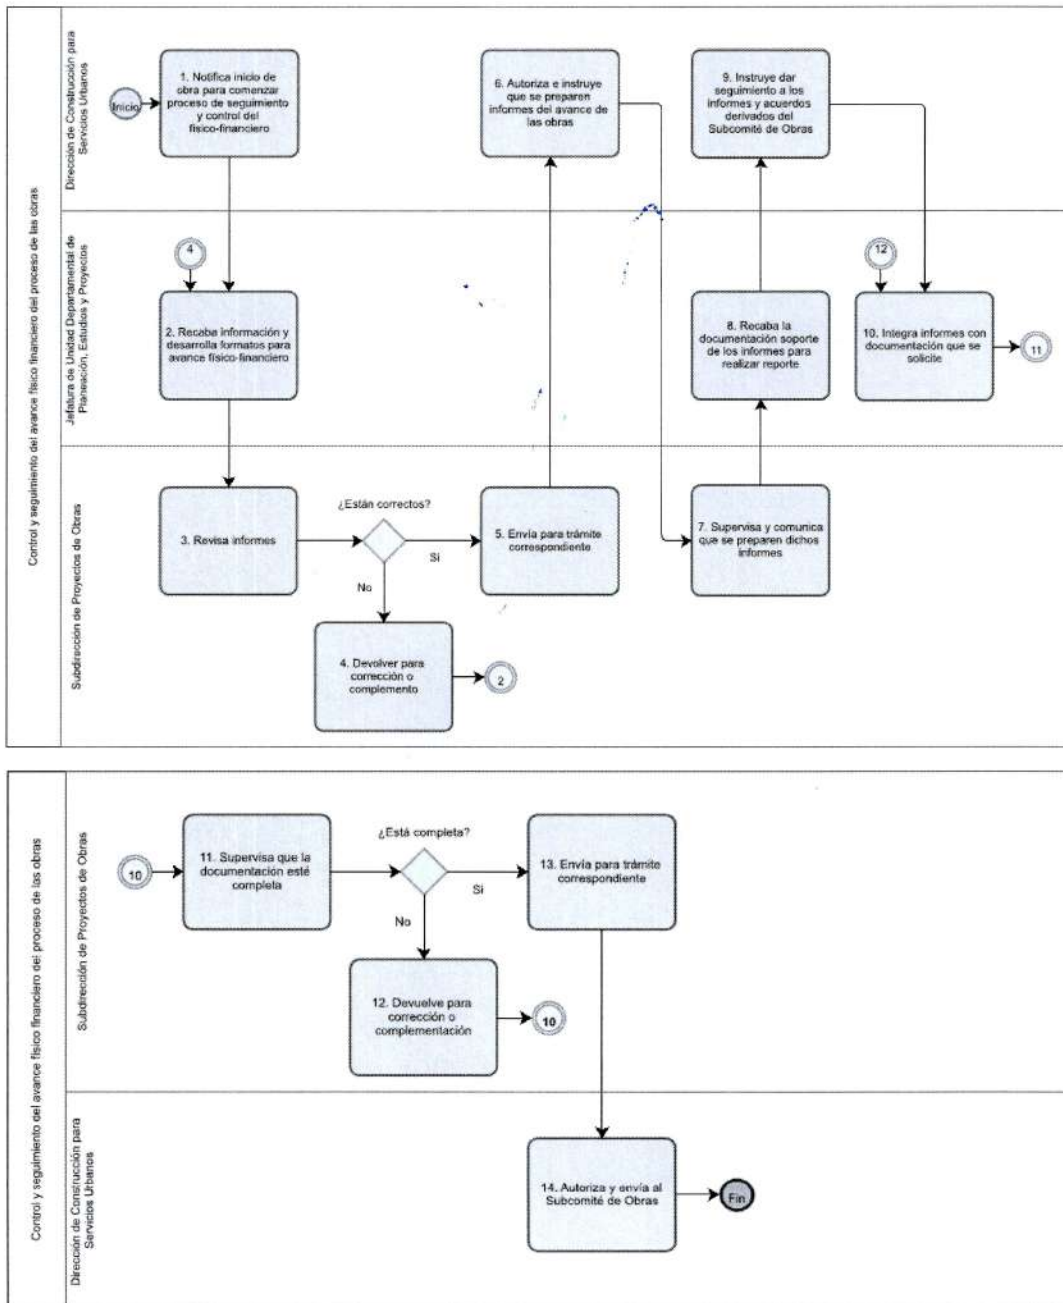 Control y seguimiento del avance físico financiero del proceso de las obras
Dirección de Construcción para
Servicios Urbanos
Inicio
1. Notifica inicio de
obra para comenzar
proceso de seguimiento
y control del
físico-financiero
6. Autoriza e instruye
que se preparen
informes del avance de
las obras
9. Instruye dar
seguimiento a los
informes y acuerdos
derivados del
Subcomité de Obras
Jefatura de Unidad Departamental de
Planeación, Estudios y Proyectos
4
2. Recaba información y
desarrolla formatos para
avance físico-financiero
8. Recaba la
documentación soporte
de los informes para
realizar reporte
12
10. Integra informes con
documentación que se
solicite
11
Subdirección de Proyectos de Obras
3. Revisa informes
¿Están correctos?
Sí
No
5. Envía para trámite
correspondiente
7. Supervisa y comunica
que se preparen dichos
informes
4. Devolver para
corrección o
complemento
2
Control y seguimiento del avance físico financiero del proceso de las obras
Subdirección de Proyectos de Obras
10
11. Supervisa que la
documentación esté
completa
¿Está completa?
Sí
No
13. Envía para trámite
correspondiente
12. Devuelve para
corrección o
complementación
10
Dirección de Construcción para
Servicios Urbanos
14. Autoriza y envía al
Subcomité de Obras
Fin